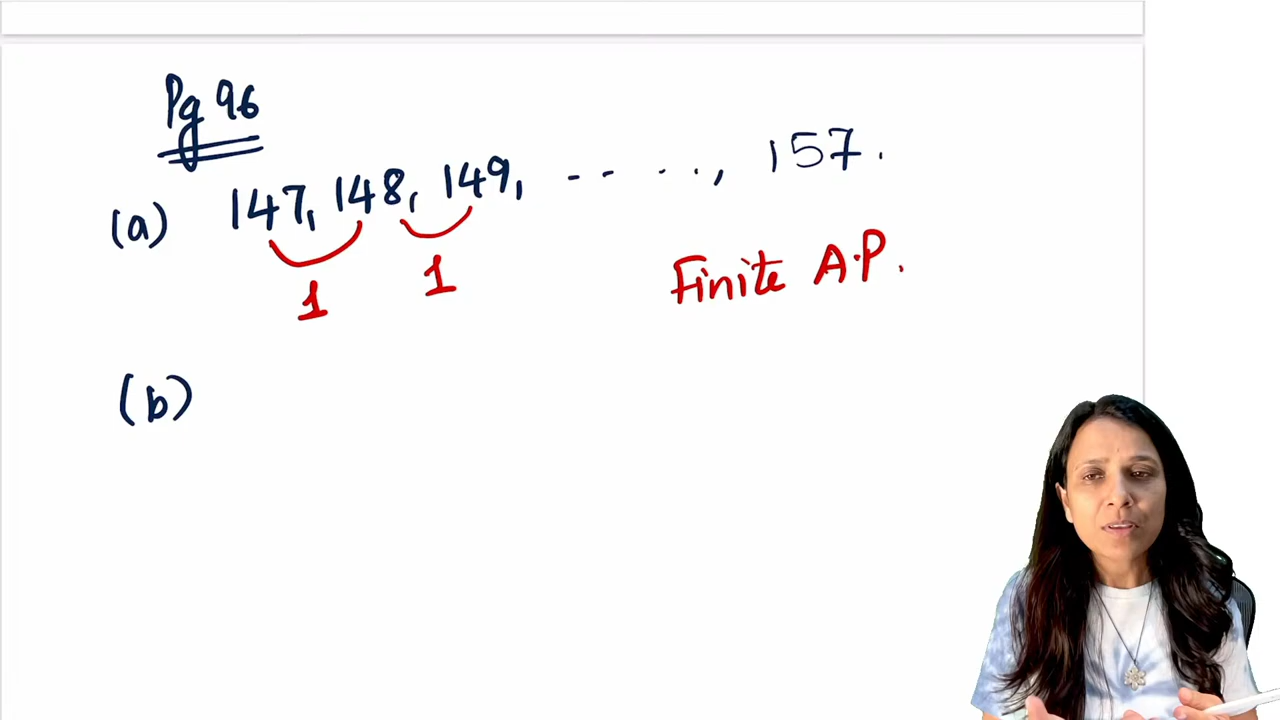 Pg 96
(a) 147, 148, 149, -- ..., 157.
1 1
Finite A.P.
(b)